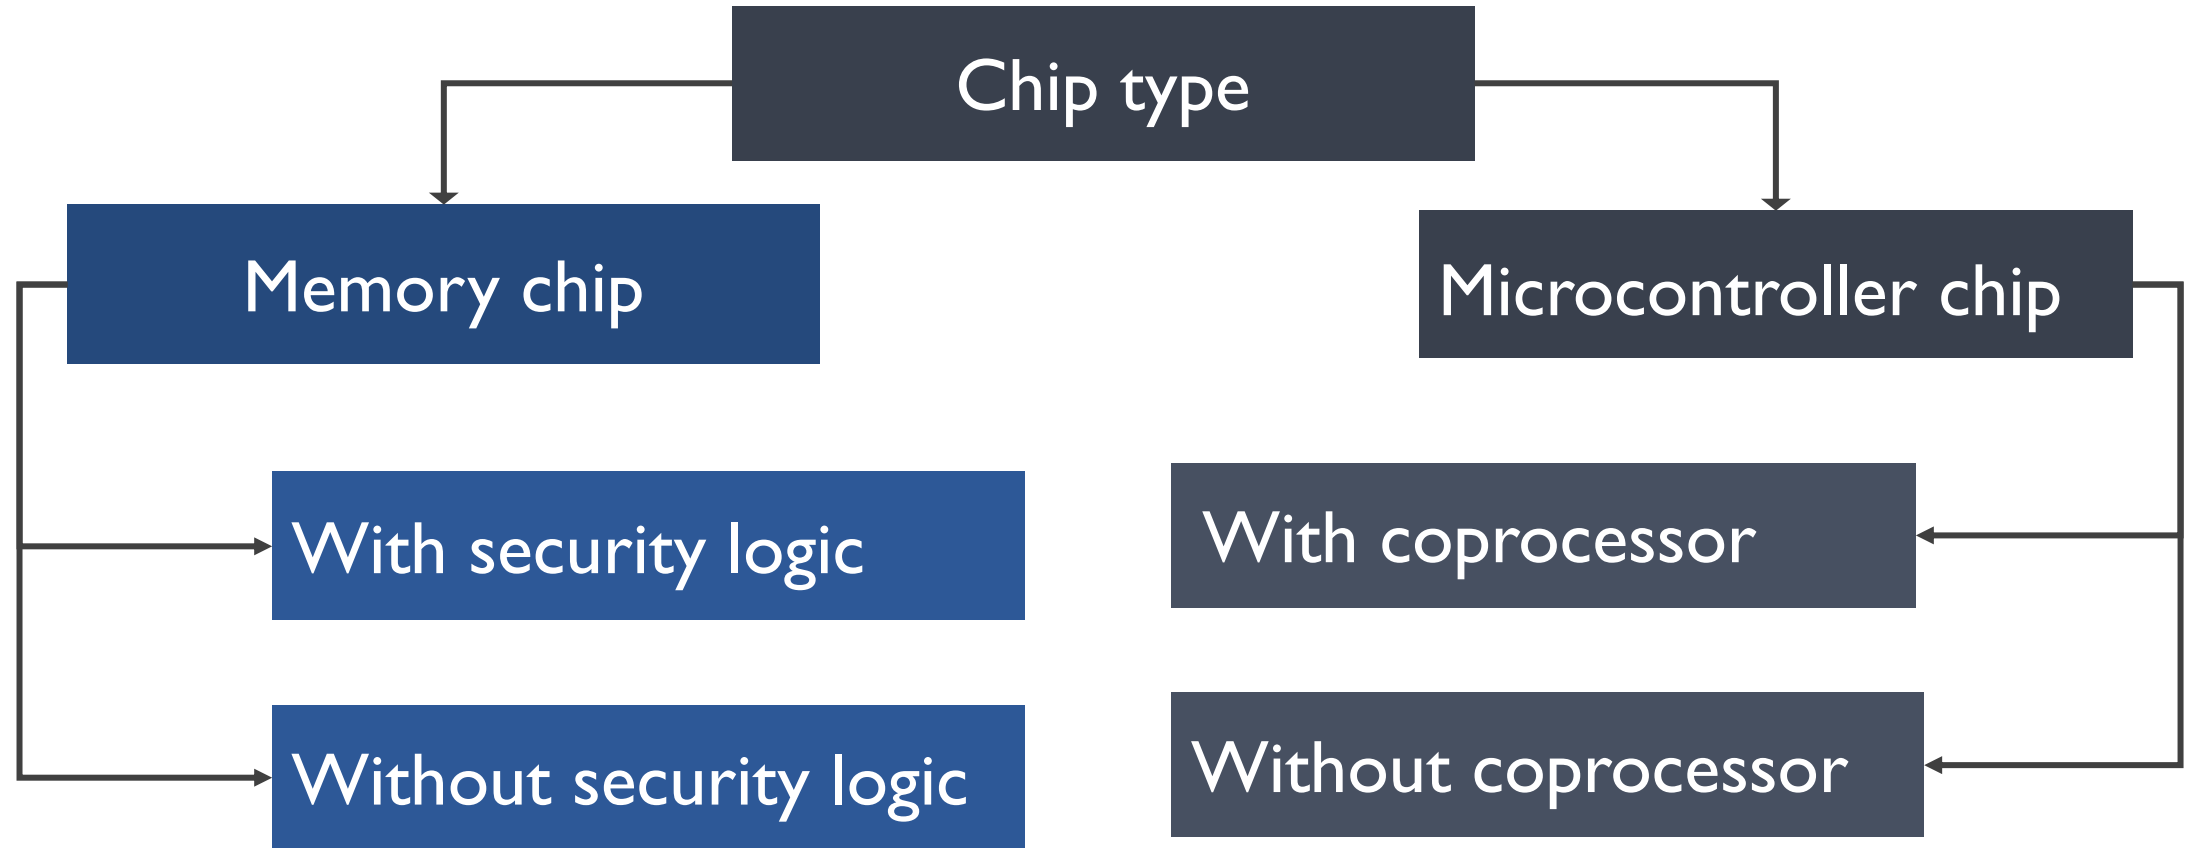 Chip type
Memory chip
Microcontroller chip
With security logic
With coprocessor
Without security logic
Without coprocessor